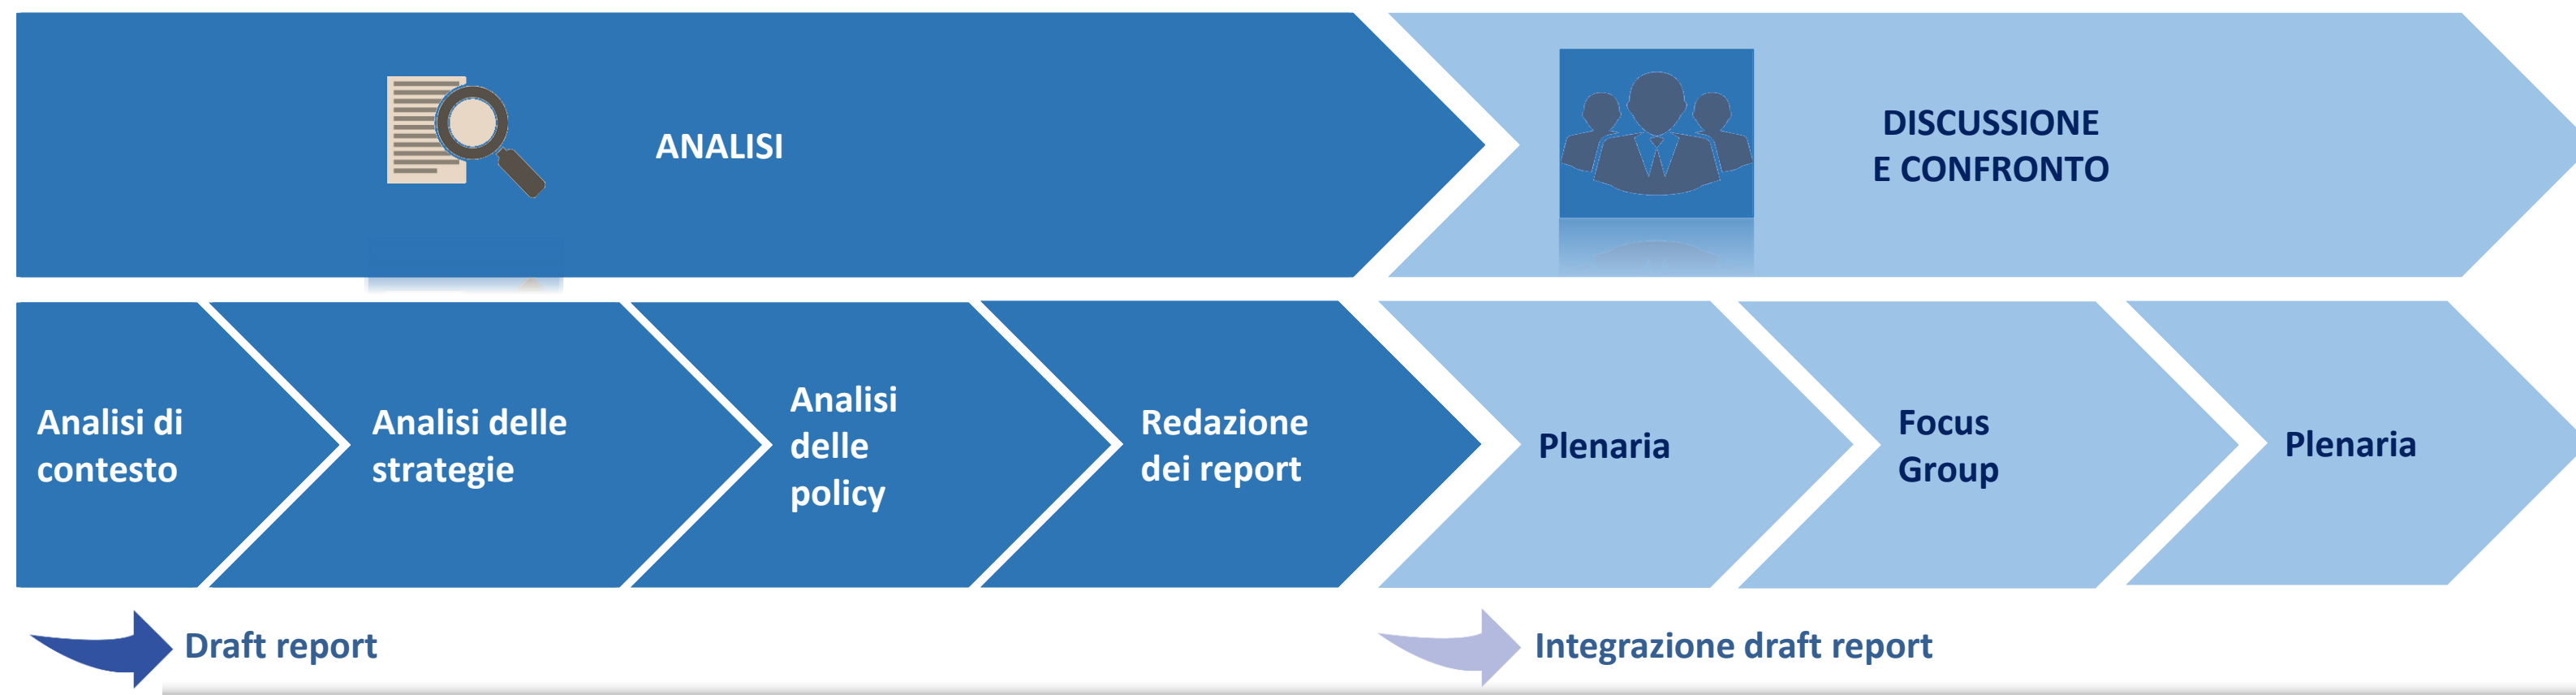 ANALISI
DISCUSSIONE
E CONFRONTO
Analisi di
contesto
Analisi delle
strategie
Analisi
delle
policy
Redazione
dei report
Plenaria
Focus
Group
Plenaria
Draft report
Integrazione draft report